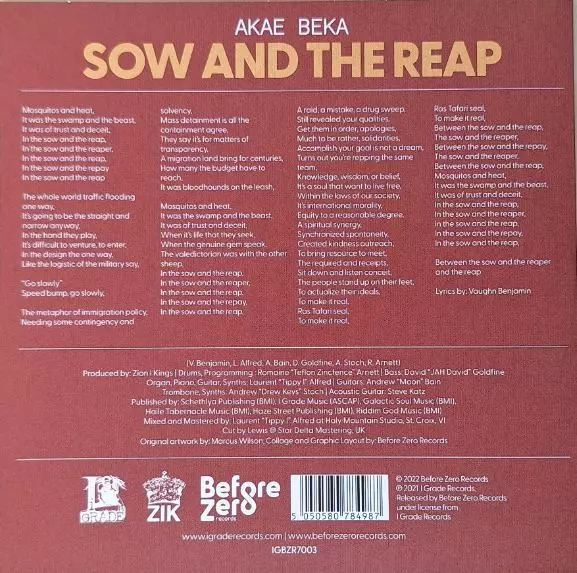 AKAE BEKA
SOW AND THE REAP
Mosquitos and heat,
It was the swamp and the beast,
It was of trust and deceit,
In the sow and the reap,
In the sow and the reaper,
In the sow and the reap,
In the sow and the repay
In the sow and the reap
The whole world traffic flooding
one way,
It's going to be the straight and
narrow anyway,
In the hand they play,
It's difficult to venture, to enter,
In the design the one way,
Like the logistic of the military say,
"Go slowly"
Speed bump, go slowly,
The metaphor of immigration policy,
Needing some contingency and
solvency,
Mass detainment is all the
containment agree,
They say it's for matters of
transparency,
A migration land bring for centuries,
How many the budget have to
reach,
It was bloodhounds on the leash,
Mosquitos and heat,
It was the swamp and the beast,
It was of trust and deceit,
When it's life that they seek,
When the genuine gem speak,
The valedictorian was with the other
sheep,
In the sow and the reap,
In the sow and the reaper,
In the sow and the reap,
In the sow and the repay,
In the sow and the reap,
A raid, a mistake, a drug sweep,
Still revealed your qualities,
Get them in order, apologies,
Much to be rather, solidarities,
Accomplish your goal is not a dream,
Turns out you're repping the same
team,
Knowledge, wisdom, or belief,
It's a soul that want to live free,
Within the laws of our society,
It's international morality,
Equity to a reasonable degree,
A spiritual synergy,
Synchronized spontaneity,
Created kindness outreach,
To bring resource to meet,
The required and receipts,
Sit down and listen conceit,
The people stand up on their feet,
To actualize their ideals,
To make it real,
Ras Tafari seal,
To make it real,
Ras Tafari seal,
To make it real,
Between the sow and the reap,
The sow and the reaper,
Between the sow and the repay,
The sow and the reaper,
Between the sow and the reap,
Mosquitos and heat,
It was the swamp and the beast,
It was of trust and deceit,
In the sow and the reap,
In the sow and the reaper,
In the sow and the reap,
In the sow and the repay,
In the sow and the reap,
Between the sow and the reaper
and the reap
Lyrics by: Vaughn Benjamin
(V. Benjamin, L. Alfred, A. Bain, D. Goldfine, A. Stoch, R. Arnett)
Produced by: Zion I Kings | Drums, Programming: Romaine "Teflon Zinctence" Arnett | Bass: David "JAH David" Goldfine
Organ, Piano, Guitar, Synths: Laurent "Tippy I" Alfred | Guitars: Andrew "Moon" Bain
Trombone, Synths: Andrew "Drew Keys" Stoch | Acoustic Guitar: Steve Katz
Published by: Schethlya Publishing (BMI), I Grade Music (ASCAP), Galactic Soul Music (BMI),
Haile Tabernacle Music (BMI), Haze Street Publishing (BMI), Riddim God Music (BMI)
Mixed and Mastered by: Laurent "Tippy I" Alfred at Holy Mountain Studio, St. Croix, VI
Cut by Lewis @ Star Delta Mastering, UK
Original artwork by: Marcus Wilson, Collage and Graphic Layout by: Before Zero Records
I GRADE
ZIK
Before
Zero
records
5 050580 784987
© 2022 Before Zero Records
℗ 2021 I Grade Records,
Released by Before Zero Records
under license from
I Grade Records
www.igraderecords.com | www.beforezerorecords.com
IGBZR7003